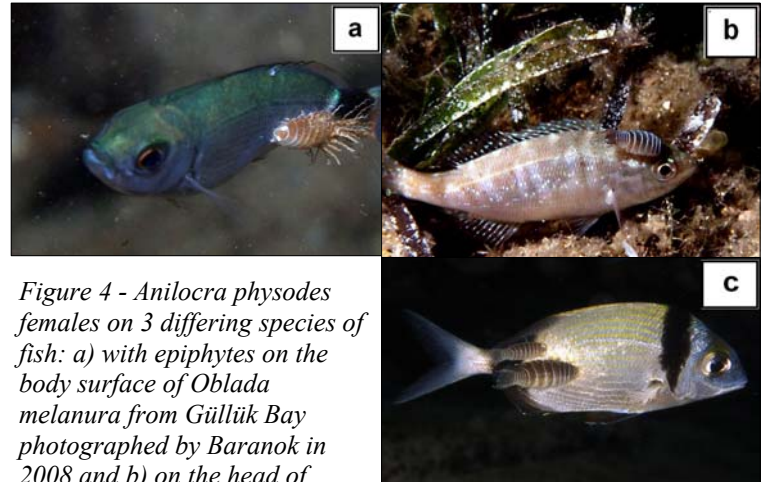 a
b
c
Figure 4 - Anilocra physodes
females on 3 differing species of
fish: a) with epiphytes on the
body surface of Oblada
melanura from Güllük Bay
photographed by Baranok in
2008 and b) on the head of